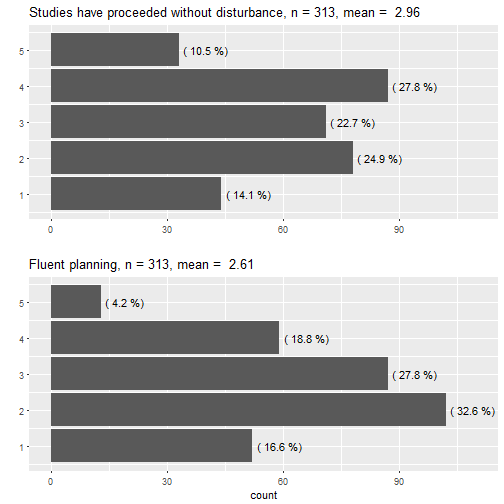 Studies have proceeded without disturbance, n = 313, mean =  2.96
5 ( 10.5 %)
4 ( 27.8 %)
3 ( 22.7 %)
2 ( 24.9 %)
1 ( 14.1 %)
0 30 60 90
Fluent planning, n = 313, mean =  2.61
5 ( 4.2 %)
4 ( 18.8 %)
3 ( 27.8 %)
2 ( 32.6 %)
1 ( 16.6 %)
0 30 60 90
count